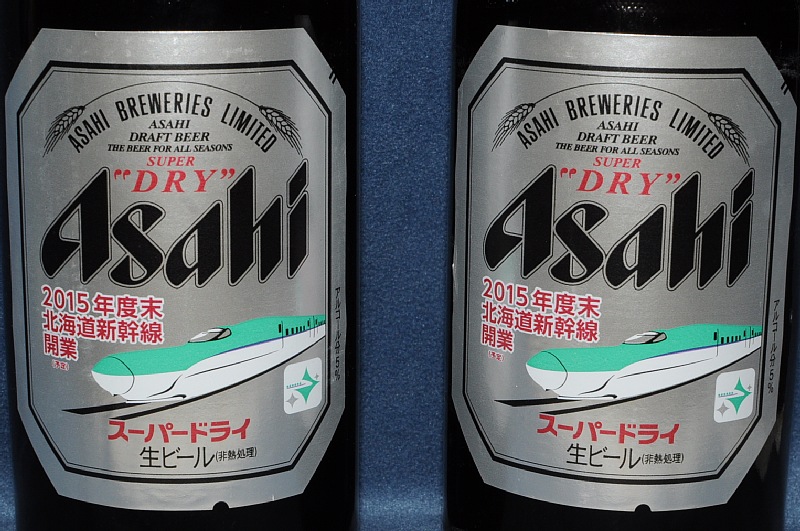 ASAHI BREWERIES LIMITED
ASAHI
DRAFT BEER
THE BEER FOR ALL SEASONS
SUPER
"DRY"
Asahi
2015年度末
北海道新幹線
開業
(予定)
スーパードライ
生ビール(非熱処理)
ASAHI BREWERIES LIMITED
ASAHI
DRAFT BEER
THE BEER FOR ALL SEASONS
SUPER
"DRY"
Asahi
2015年度末
北海道新幹線
開業
(予定)
スーパードライ
生ビール(非熱処理)